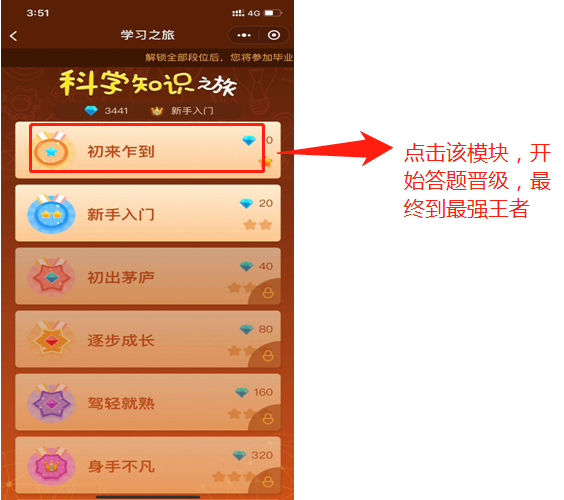 3:51
4G
学习之旅
解锁全部段位后，您将参加毕业
科学知识之旅
3441
新手入门
初来乍到
新手入门
20
初出茅庐
40
逐步成长
80
驾轻就熟
160
身手不凡
320
点击该模块，开
始答题晋级，最
终到最强王者